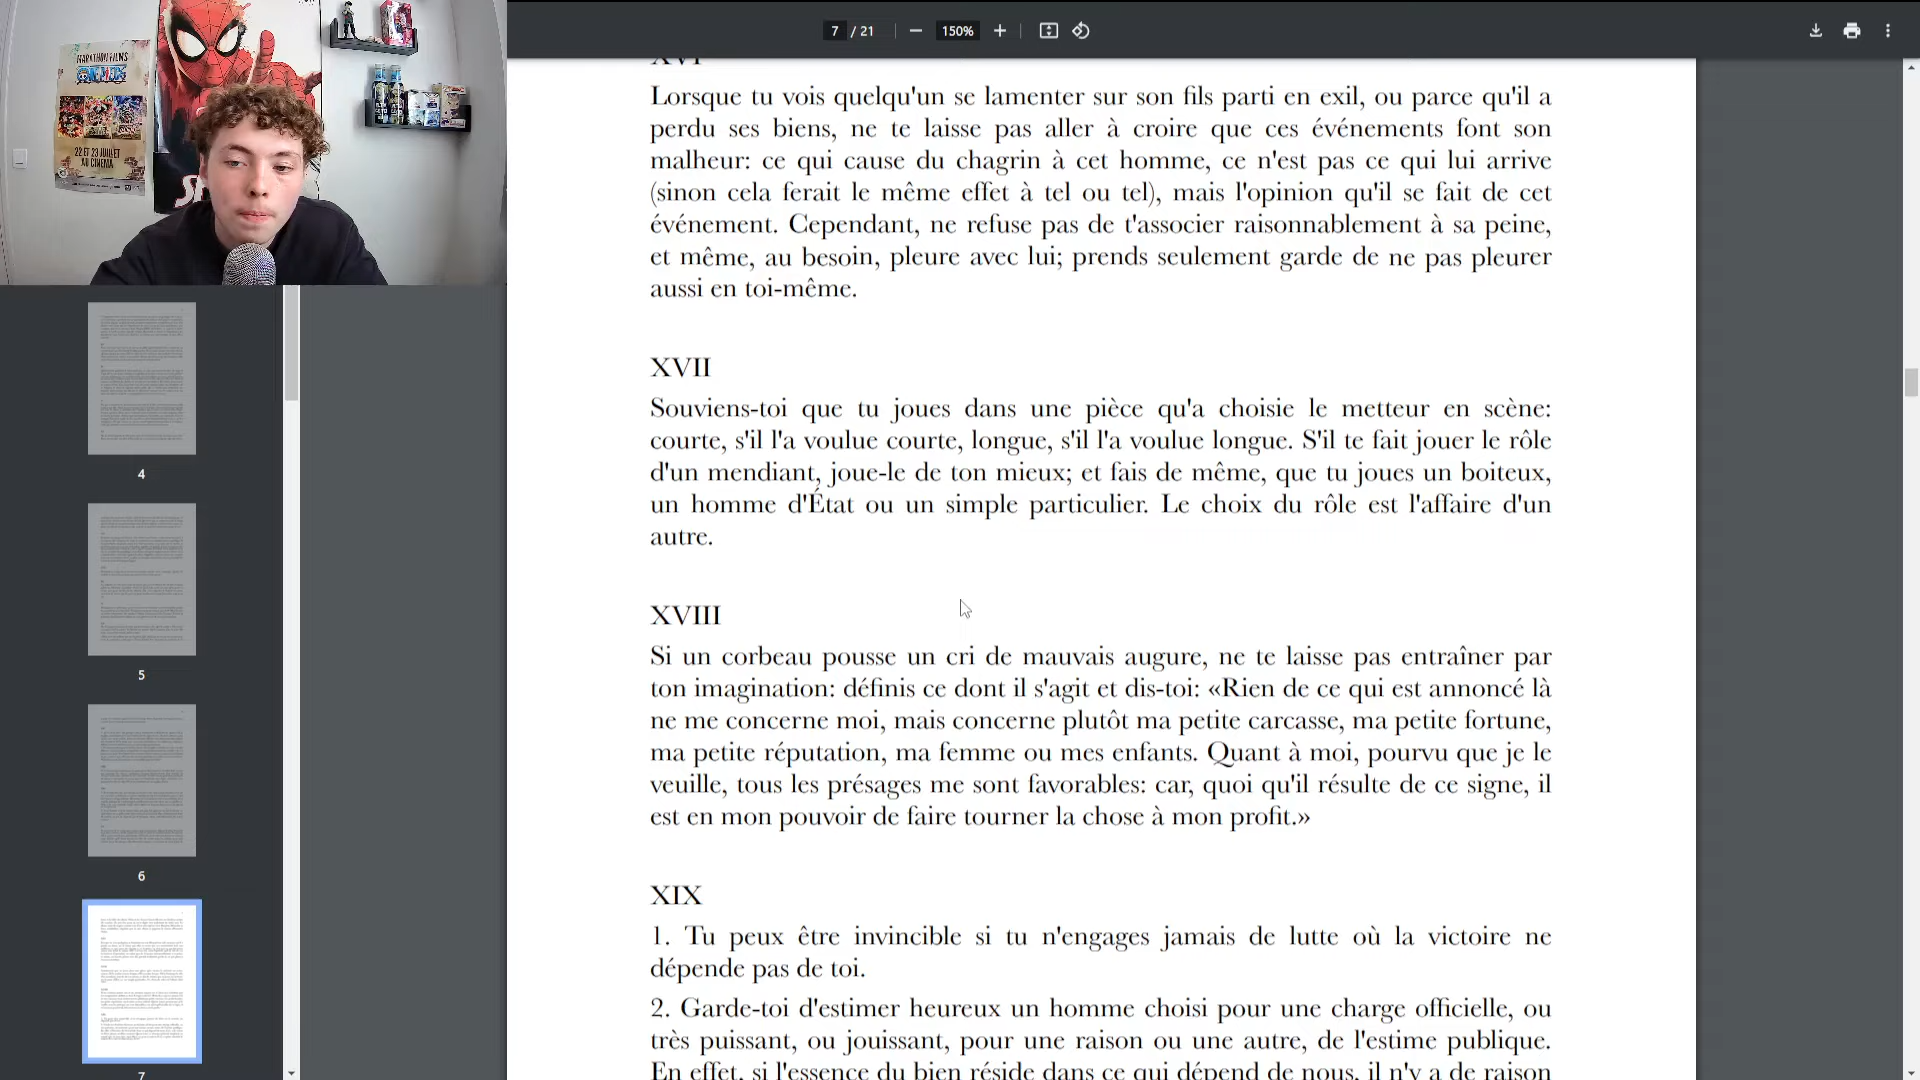 MARATHON FILMS
22 ET 23 JUILLET
AU CINEMA
7 / 21
150%
4
5
6
7
XVI
Lorsque tu vois quelqu'un se lamenter sur son fils parti en exil, ou parce qu'il a
perdu ses biens, ne te laisse pas aller à croire que ces événements font son
malheur: ce qui cause du chagrin à cet homme, ce n'est pas ce qui lui arrive
(sinon cela ferait le même effet à tel ou tel), mais l'opinion qu'il se fait de cet
événement. Cependant, ne refuse pas de t'associer raisonnablement à sa peine,
et même, au besoin, pleure avec lui; prends seulement garde de ne pas pleurer
aussi en toi-même.
XVII
Souviens-toi que tu joues dans une pièce qu'a choisie le metteur en scène:
courte, s'il l'a voulue courte, longue, s'il l'a voulue longue. S'il te fait jouer le rôle
d'un mendiant, joue-le de ton mieux; et fais de même, que tu joues un boiteux,
un homme d'État ou un simple particulier. Le choix du rôle est l'affaire d'un
autre.
XVIII
Si un corbeau pousse un cri de mauvais augure, ne te laisse pas entraîner par
ton imagination: définis ce dont il s'agit et dis-toi: «Rien de ce qui est annoncé là
ne me concerne moi, mais concerne plutôt ma petite carcasse, ma petite fortune,
ma petite réputation, ma femme ou mes enfants. Quant à moi, pourvu que je le
veuille, tous les présages me sont favorables: car, quoi qu'il résulte de ce signe, il
est en mon pouvoir de faire tourner la chose à mon profit.»
XIX
1. Tu peux être invincible si tu n'engages jamais de lutte où la victoire ne
dépende pas de toi.
2. Garde-toi d'estimer heureux un homme choisi pour une charge officielle, ou
très puissant, ou jouissant, pour une raison ou une autre, de l'estime publique.
En effet, si l'essence du bien réside dans ce qui dépend de nous, il n'y a de raison